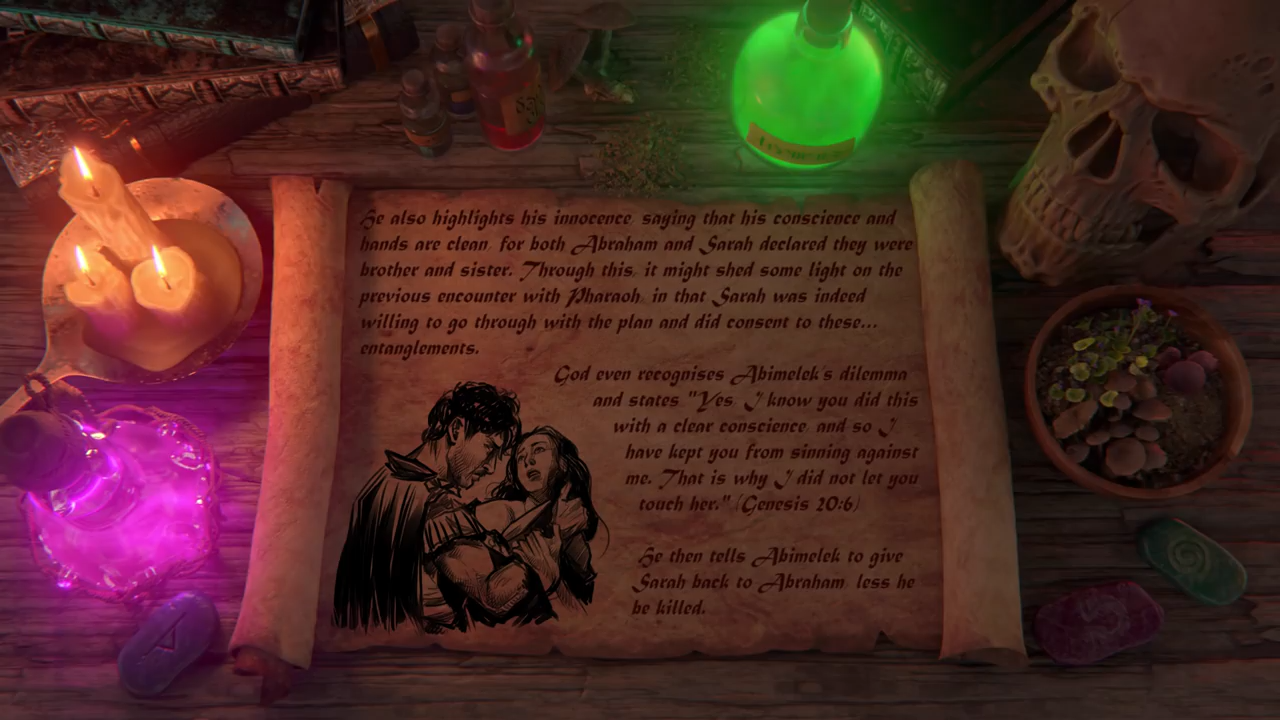 He also highlights his innocence, saying that his conscience and
hands are clean, for both Abraham and Sarah declared they were
brother and sister. Through this, it might shed some light on the
previous encounter with Pharaoh, in that Sarah was indeed
willing to go through with the plan and did consent to these...
entanglements.
God even recognises Abimelek's dilemma
and states "Yes, I know you did this
with a clear conscience, and so I
have kept you from sinning against
me. That is why I did not let you
touch her." (Genesis 20:6)
He then tells Abimelek to give
Sarah back to Abraham, less he
be killed.